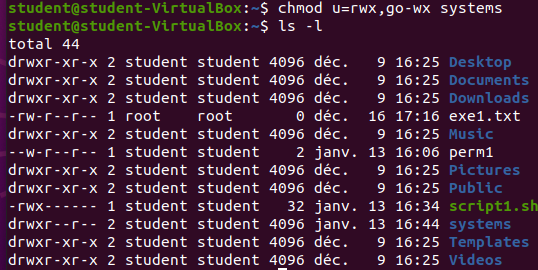 student@student-VirtualBox:~$ chmod u=rwx,go-wx systems
student@student-VirtualBox:~$ ls -l
total 44
drwxr-xr-x 2 student student 4096 déc.   9 16:25 Desktop
drwxr-xr-x 2 student student 4096 déc.   9 16:25 Documents
drwxr-xr-x 2 student student 4096 déc.   9 16:25 Downloads
-rw-r--r-- 1 root    root       0 déc.  16 17:16 exe1.txt
drwxr-xr-x 2 student student 4096 déc.   9 16:25 Music
--w-r--r-- 1 student student    2 janv. 13 16:06 perm1
drwxr-xr-x 2 student student 4096 déc.   9 16:25 Pictures
drwxr-xr-x 2 student student 4096 déc.   9 16:25 Public
-rwx------ 1 student student   32 janv. 13 16:34 script1.sh
drwxr--r-- 2 student student 4096 janv. 13 16:44 systems
drwxr-xr-x 2 student student 4096 déc.   9 16:25 Templates
drwxr-xr-x 2 student student 4096 déc.   9 16:25 Videos